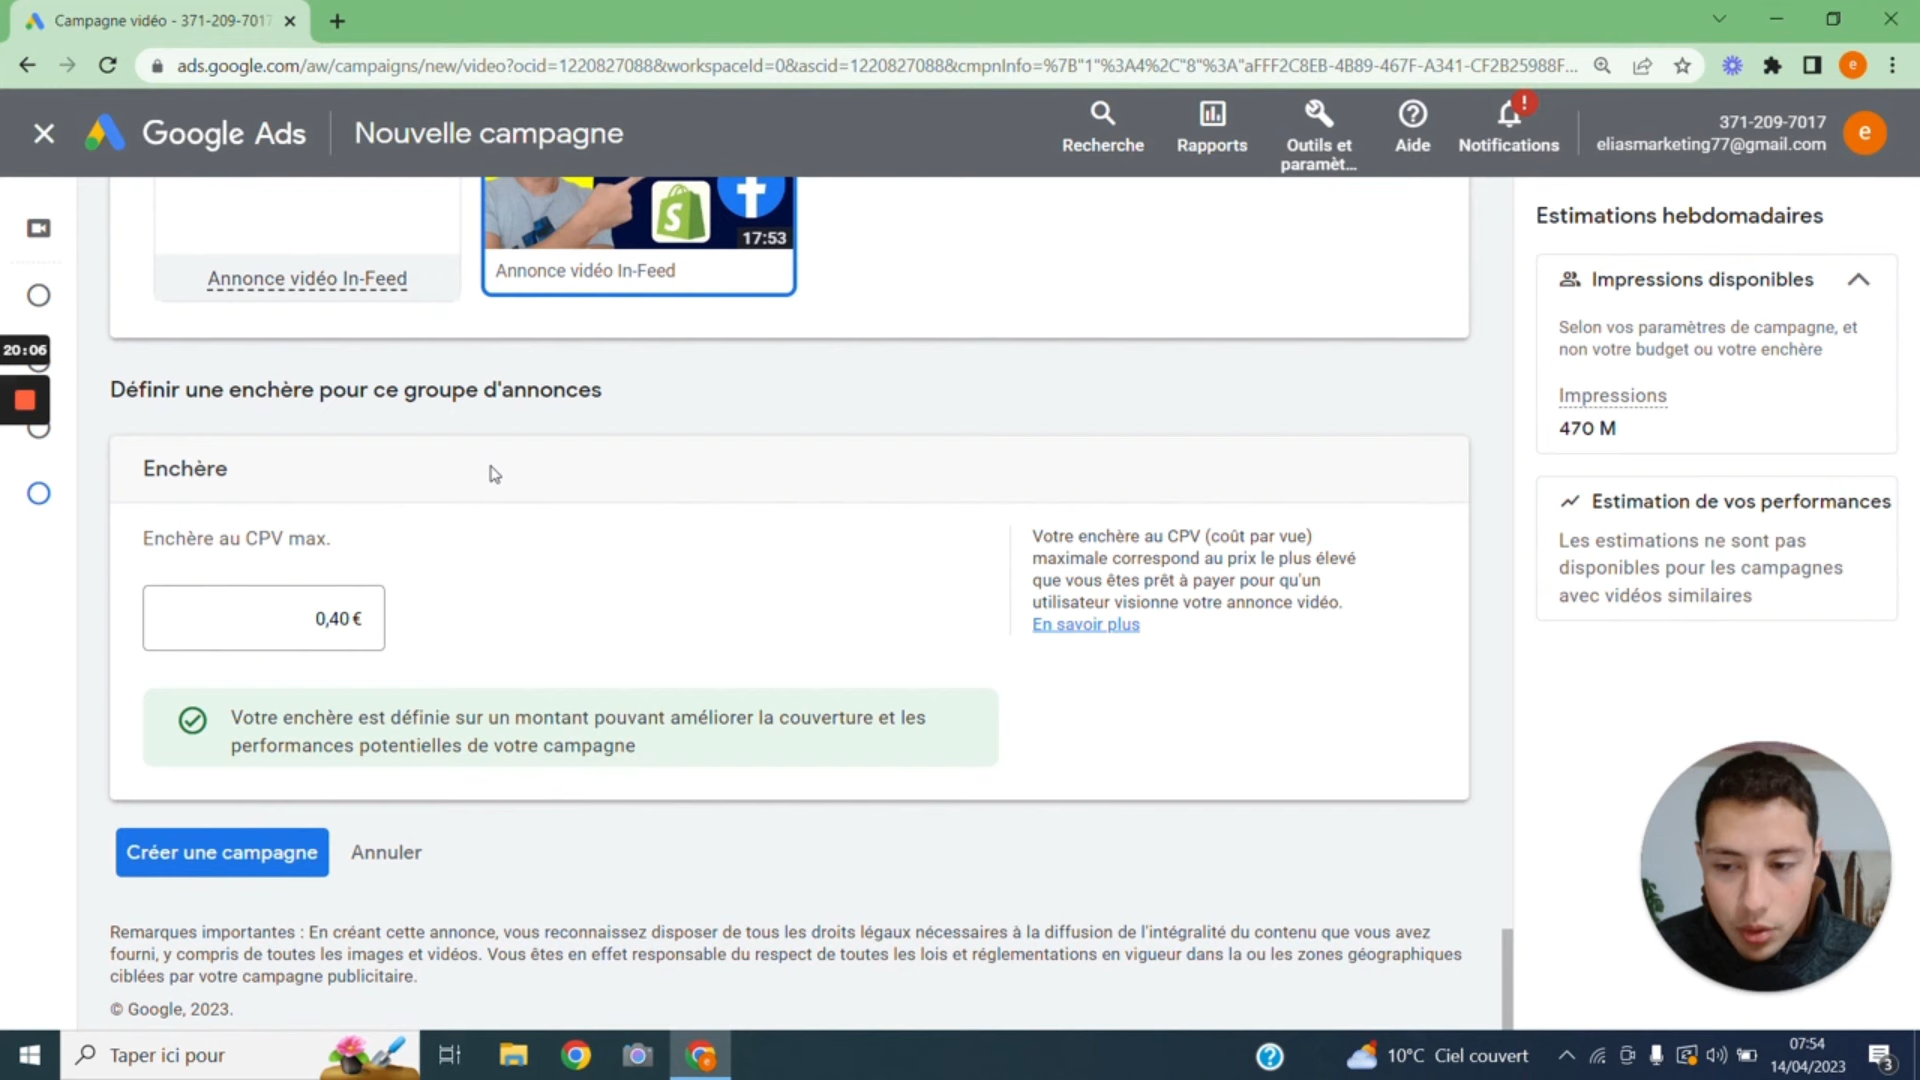 Campagne vidéo - 371-209-7017
ads.google.com/aw/campaigns/new/video?ocid=1220827088&workspaceId=0&ascid=1220827088&cmpnInfo=%7B"1"%3A4%2C"8"%3A"aFFF2C8EB-4B89-467F-A341-CF2B25988F...
e
Google Ads
Nouvelle campagne
Recherche
Rapports
Outils et
paramèt...
Aide
!
Notifications
371-209-7017
eliasmarketing77@gmail.com
e
17:53
Annonce vidéo In-Feed
Annonce vidéo In-Feed
20:06
Définir une enchère pour ce groupe d'annonces
Enchère
Enchère au CPV max.
0,40 €
Votre enchère au CPV (coût par vue)
maximale correspond au prix le plus élevé
que vous êtes prêt à payer pour qu'un
utilisateur visionne votre annonce vidéo.
En savoir plus
Votre enchère est définie sur un montant pouvant améliorer la couverture et les
performances potentielles de votre campagne
Créer une campagne
Annuler
Remarques importantes : En créant cette annonce, vous reconnaissez disposer de tous les droits légaux nécessaires à la diffusion de l'intégralité du contenu que vous avez
fourni, y compris de toutes les images et vidéos. Vous êtes en effet responsable du respect de toutes les lois et réglementations en vigueur dans la ou les zones géographiques
ciblées par votre campagne publicitaire.
© Google, 2023.
Estimations hebdomadaires
Impressions disponibles
Selon vos paramètres de campagne, et
non votre budget ou votre enchère
Impressions
470 M
Estimation de vos performances
Les estimations ne sont pas
disponibles pour les campagnes
avec vidéos similaires
Taper ici pour
10°C Ciel couvert
07:54
14/04/2023
3